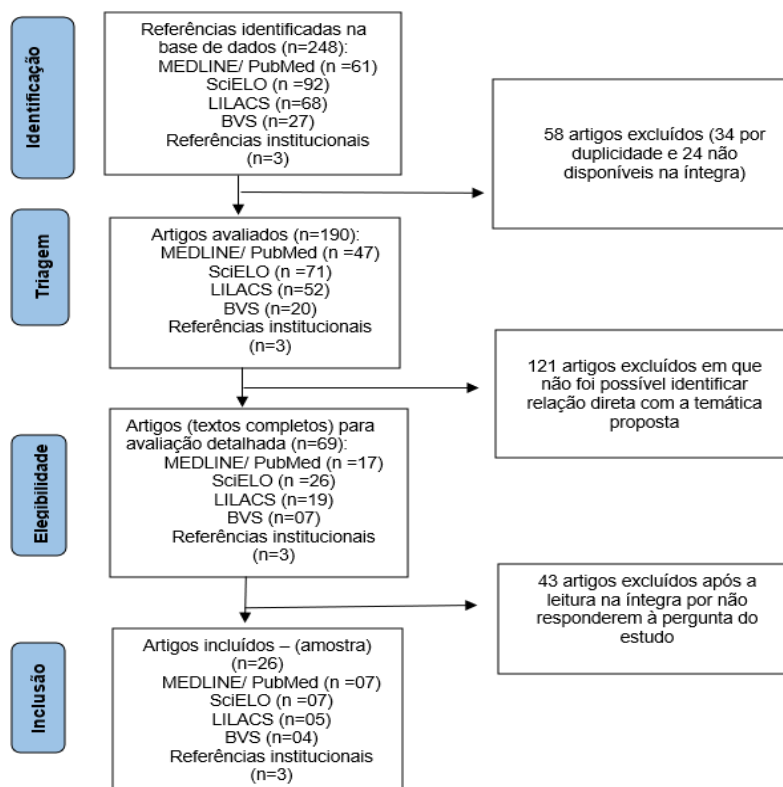 Identificação
Referências identificadas na
base de dados (n=248):
MEDLINE/ PubMed (n =61)
SciELO (n =92)
LILACS (n=68)
BVS (n=27)
Referências institucionais
(n=3)
58 artigos excluídos (34 por
duplicidade e 24 não
disponíveis na íntegra)
Triagem
Artigos avaliados (n=190):
MEDLINE/ PubMed (n =47)
SciELO (n =71)
LILACS (n=52)
BVS (n=20)
Referências institucionais
(n=3)
121 artigos excluídos em que
não foi possível identificar
relação direta com a temática
proposta
Elegibilidade
Artigos (textos completos) para
avaliação detalhada (n=69):
MEDLINE/ PubMed (n =17)
SciELO (n =26)
LILACS (n=19)
BVS (n=07)
Referências institucionais
(n=3)
43 artigos excluídos após a
leitura na íntegra por não
responderem à pergunta do
estudo
Inclusão
Artigos incluídos – (amostra)
(n=26)
MEDLINE/ PubMed (n =07)
SciELO (n =07)
LILACS (n=05)
BVS (n=04)
Referências institucionais
(n=3)